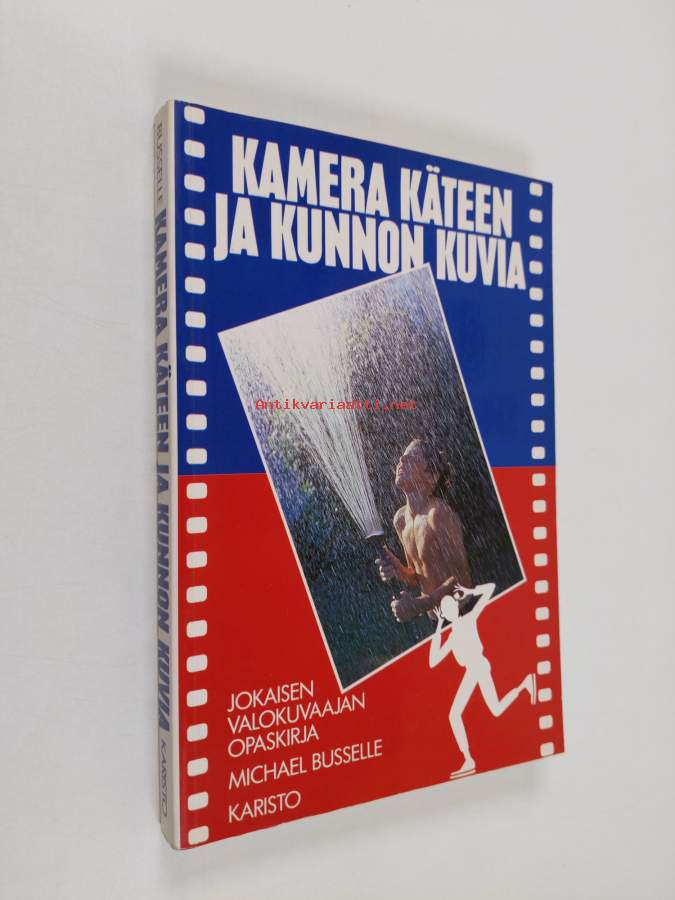 KAMERA KÄTEEN
JA KUNNON KUVIA
Antikvariaatti.net
JOKAISEN
VALOKUVAAJAN
OPASKIRJA
MICHAEL BUSSELLE
KARISTO
BUSSELLE KAMERA KÄTEEN JA KUNNON KUVIA KARISTO